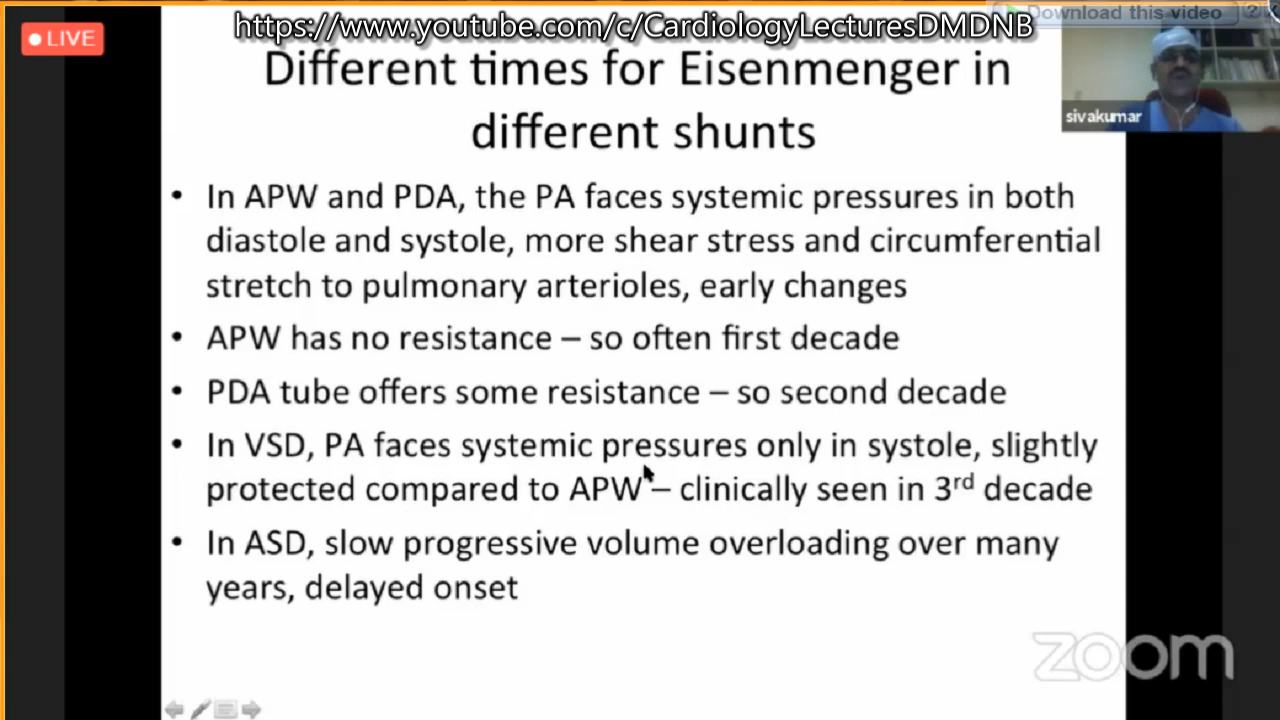 https://www.youtube.com/c/CardiologyLecturesDMDNB
Download this video
LIVE
sivakumar
Different times for Eisenmenger in
different shunts
• In APW and PDA, the PA faces systemic pressures in both
diastole and systole, more shear stress and circumferential
stretch to pulmonary arterioles, early changes
• APW has no resistance – so often first decade
• PDA tube offers some resistance – so second decade
• In VSD, PA faces systemic pressures only in systole, slightly
protected compared to APW – clinically seen in 3rd decade
• In ASD, slow progressive volume overloading over many
years, delayed onset
zoom